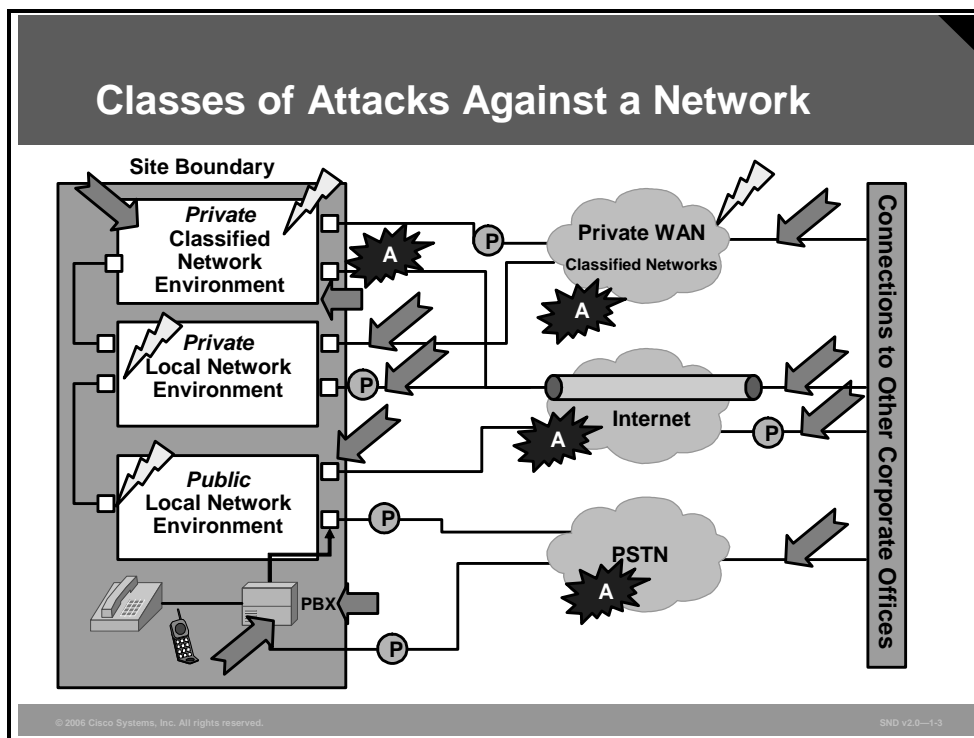 Classes of Attacks Against a Network
Site Boundary
Private
Classified
Network
Environment
P
Private WAN
Classified Networks
A
A
Private
Local Network
Environment
P
Internet
A
P
Public
Local Network
Environment
P
PSTN
A
PBX
P
Connections to Other Corporate Offices
© 2006 Cisco Systems, Inc. All rights reserved.
SND v2.0—1-3